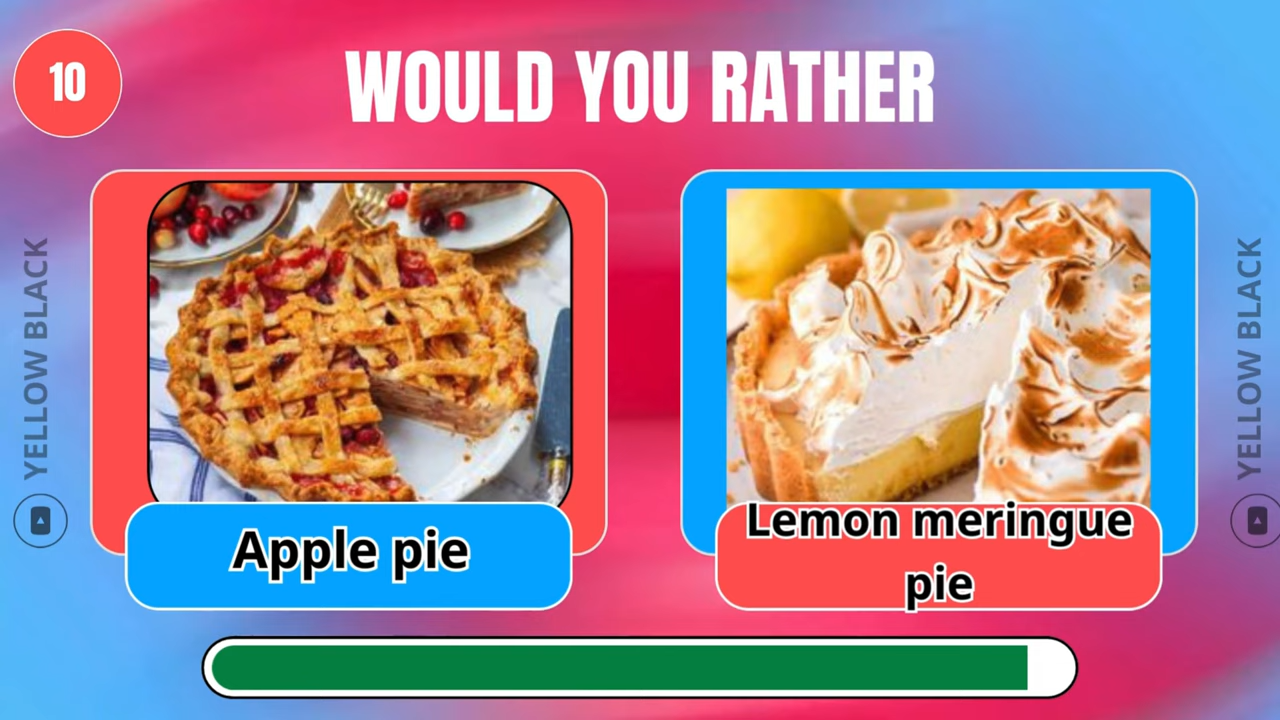 10
WOULD YOU RATHER
YELLOW BLACK
YELLOW BLACK
Apple pie
Lemon meringue
pie